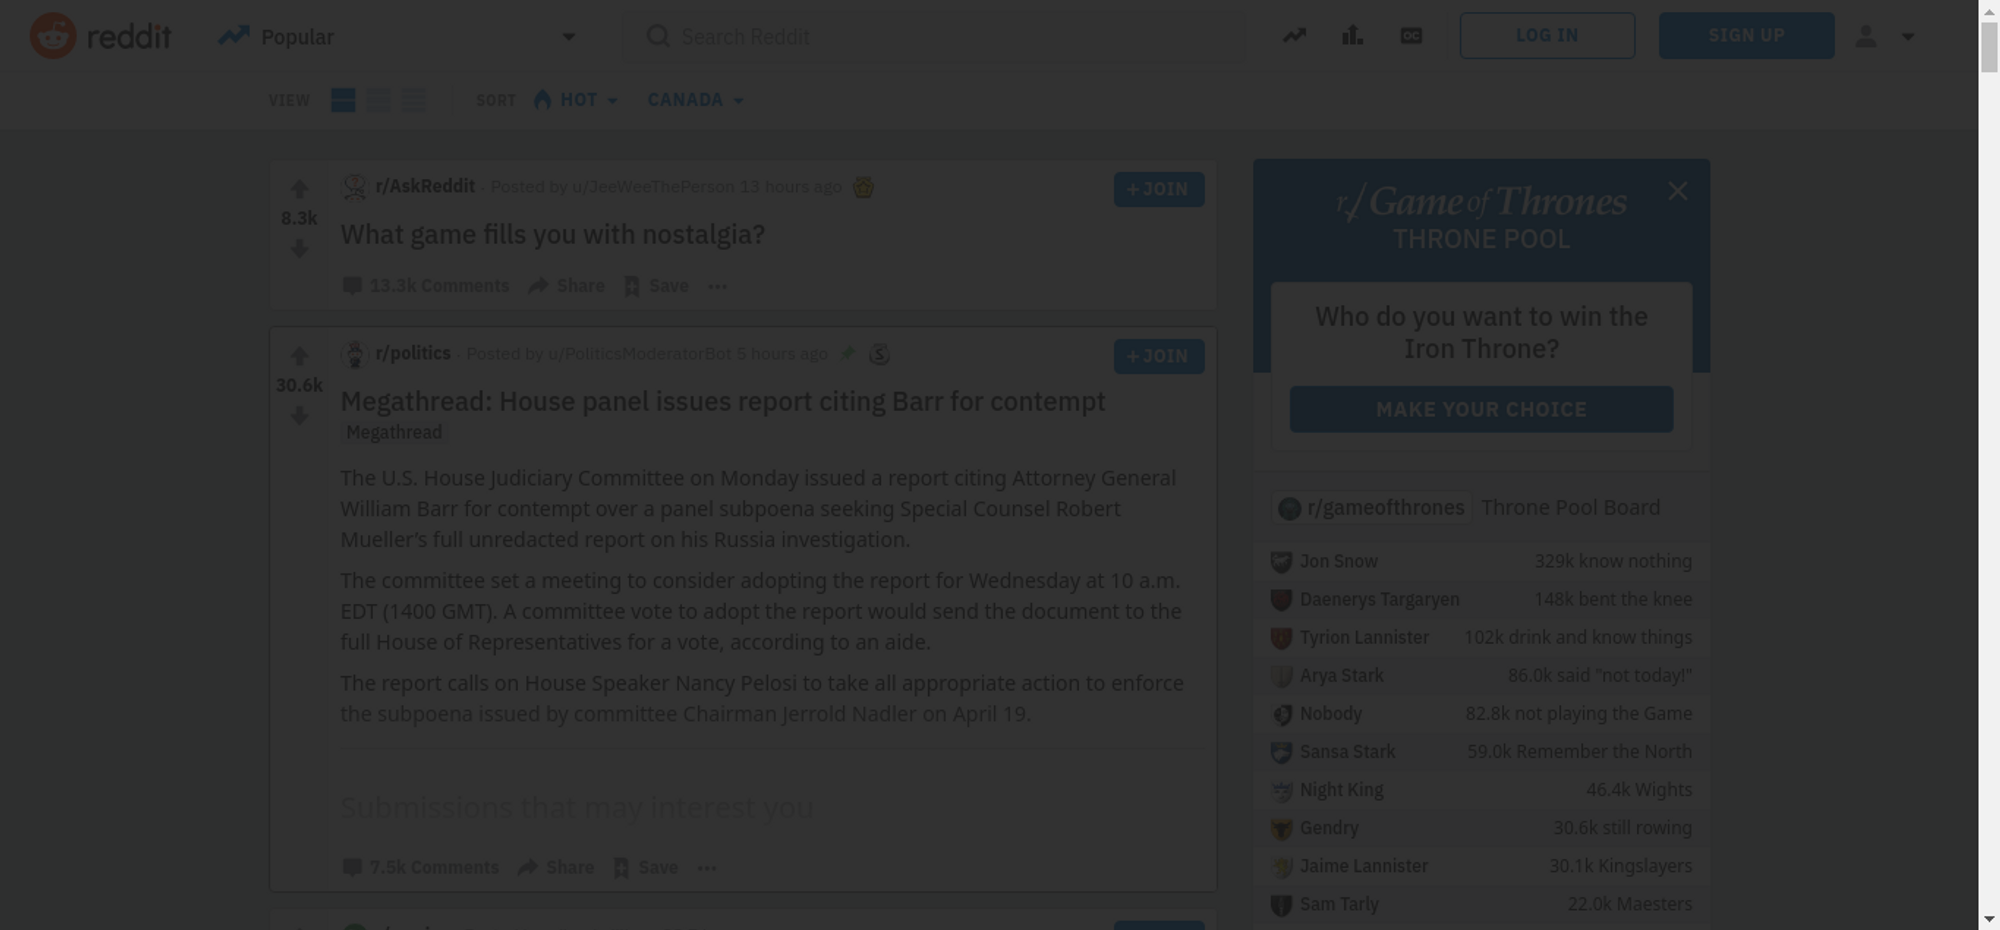 reddit
Popular
Search Reddit
OC
LOG IN
SIGN UP
VIEW
SORT
HOT
CANADA
r/AskReddit · Posted by u/JeeWeeThePerson 13 hours ago
+ JOIN
8.3k
What game fills you with nostalgia?
13.3k Comments
Share
Save
r/politics · Posted by u/PoliticsModeratorBot 5 hours ago
+ JOIN
30.6k
Megathread: House panel issues report citing Barr for contempt
Megathread
The U.S. House Judiciary Committee on Monday issued a report citing Attorney General
William Barr for contempt over a panel subpoena seeking Special Counsel Robert
Mueller's full unredacted report on his Russia investigation.
The committee set a meeting to consider adopting the report for Wednesday at 10 a.m.
EDT (1400 GMT). A committee vote to adopt the report would send the document to the
full House of Representatives for a vote, according to an aide.
The report calls on House Speaker Nancy Pelosi to take all appropriate action to enforce
the subpoena issued by committee Chairman Jerrold Nadler on April 19.
Submissions that may interest you
7.5k Comments
Share
Save
r/Game of Thrones
THRONE POOL
Who do you want to win the
Iron Throne?
MAKE YOUR CHOICE
r/gameofthrones Throne Pool Board
Jon Snow 329k know nothing
Daenerys Targaryen 148k bent the knee
Tyrion Lannister 102k drink and know things
Arya Stark 86.0k said "not today!"
Nobody 82.8k not playing the Game
Sansa Stark 59.0k Remember the North
Night King 46.4k Wights
Gendry 30.6k still rowing
Jaime Lannister 30.1k Kingslayers
Sam Tarly 22.0k Maesters